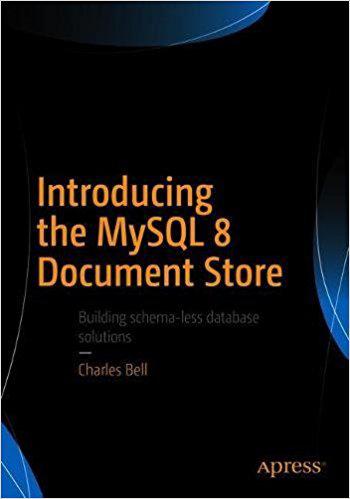 Introducing
the MySQL 8
Document Store
Building schema-less database
solutions
Charles Bell
Apress®